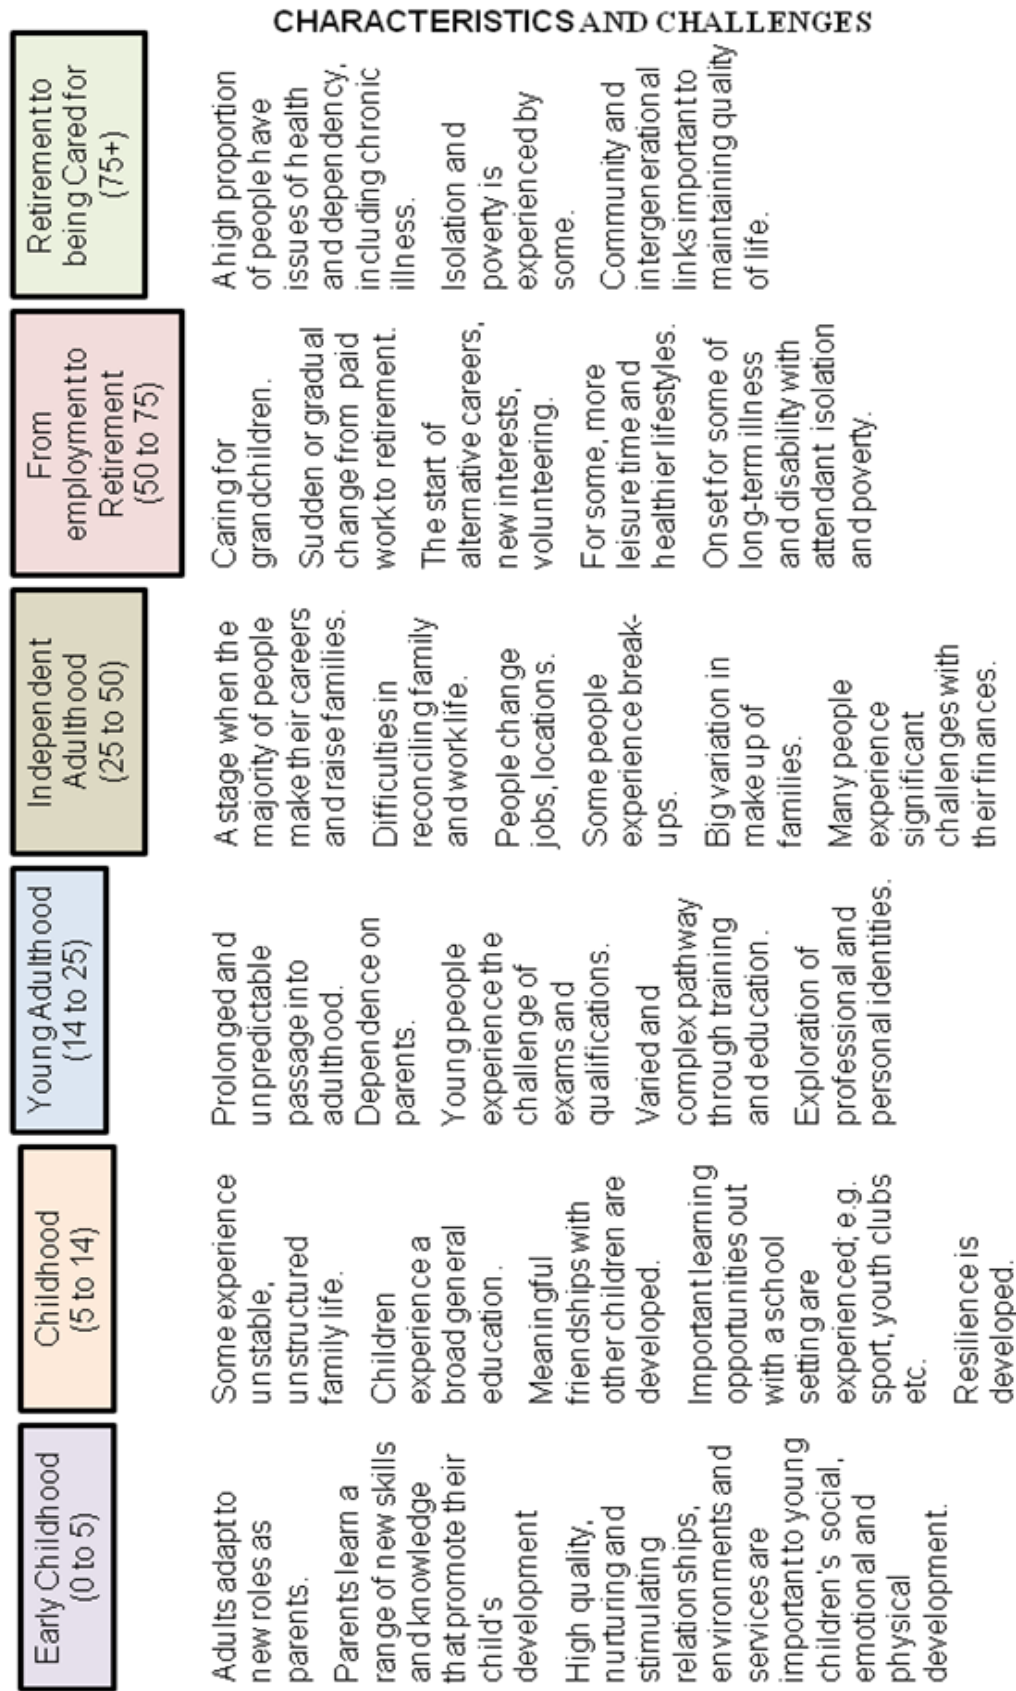 CHARACTERISTICS AND CHALLENGES
Early Childhood
(0 to 5)
Adults adapt to
new roles as
parents.
Parents learn a
range of new skills
and knowledge
that promote their
child's
development
High quality,
nurturing and
stimulating
relationships,
environments and
services are
important to young
children's social,
emotional and
physical
development.
Childhood
(5 to 14)
Some experience
unstable,
unstructured
family life.
Children
experience a
broad general
education.
Meaningful
friendships with
other children are
developed.
Important learning
opportunities out
with a school
setting are
experienced; e.g.
sport, youth clubs
etc.
Resilience is
developed.
Young Adulthood
(14 to 25)
Prolonged and
unpredictable
passage into
adulthood.
Dependence on
parents.
Young people
experience the
challenge of
exams and
qualifications.
Varied and
complex pathway
through training
and education.
Exploration of
professional and
personal identities.
Independent
Adulthood
(25 to 50)
A stage when the
majority of people
make their careers
and raise families.
Difficulties in
reconciling family
and work life.
People change
jobs, locations.
Some people
experience break-
ups.
Big variation in
make up of
families.
Many people
experience
significant
challenges with
their finances.
From
employment to
Retirement
(50 to 75)
Caring for
grandchildren.
Sudden or gradual
change from paid
work to retirement.
The start of
alternative careers,
new interests,
volunteering.
For some, more
leisure time and
healthier lifestyles.
Onset for some of
long-term illness
and disability with
attendant isolation
and poverty.
Retirement to
being Cared for
(75+)
A high proportion
of people have
issues of health
and dependency,
including chronic
illness.
Isolation and
poverty is
experienced by
some.
Community and
intergenerational
links important to
maintaining quality
of life.